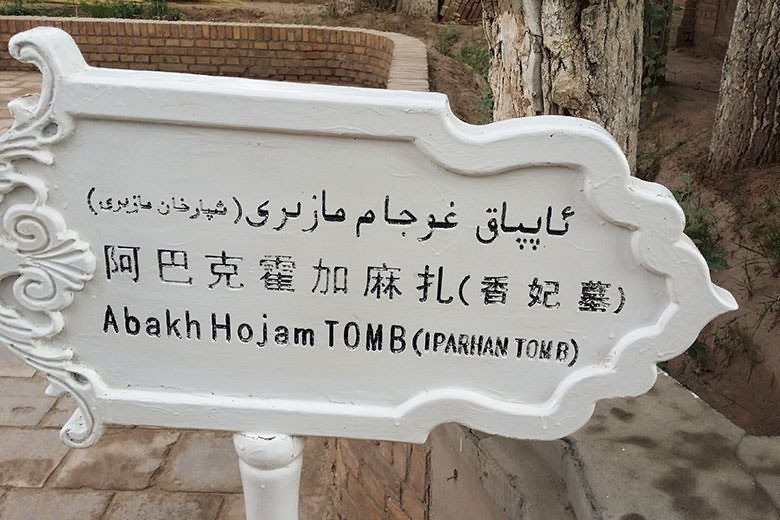 ئاپپاق غوجام مازىرى (ئىپارخان مازىرى)
阿巴克霍加麻扎(香妃墓)
Abakh Hojam TOMB (IPARHAN TOMB)